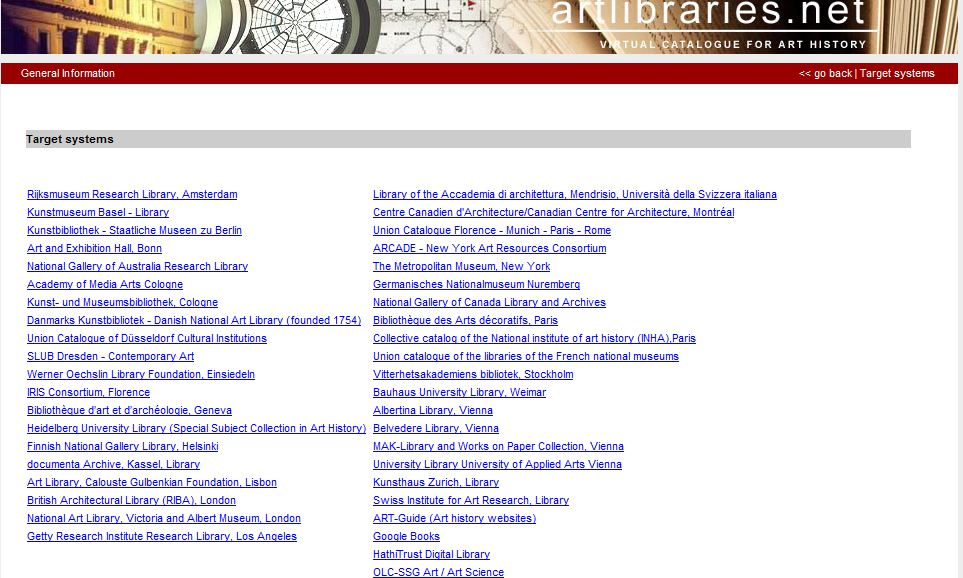 artlibraries.net
VIRTUAL CATALOGUE FOR ART HISTORY
General Information
<< go back | Target systems
Target systems
Rijksmuseum Research Library, Amsterdam
Kunstmuseum Basel - Library
Kunstbibliothek - Staatliche Museen zu Berlin
Art and Exhibition Hall, Bonn
National Gallery of Australia Research Library
Academy of Media Arts Cologne
Kunst- und Museumsbibliothek, Cologne
Danmarks Kunstbibliotek - Danish National Art Library (founded 1754)
Union Catalogue of Düsseldorf Cultural Institutions
SLUB Dresden - Contemporary Art
Werner Oechslin Library Foundation, Einsiedeln
IRIS Consortium, Florence
Bibliothèque d'art et d'archéologie, Geneva
Heidelberg University Library (Special Subject Collection in Art History)
Finnish National Gallery Library, Helsinki
documenta Archive, Kassel, Library
Art Library, Calouste Gulbenkian Foundation, Lisbon
British Architectural Library (RIBA), London
National Art Library, Victoria and Albert Museum, London
Getty Research Institute Research Library, Los Angeles
Library of the Accademia di architettura, Mendrisio, Università della Svizzera italiana
Centre Canadien d'Architecture/Canadian Centre for Architecture, Montréal
Union Catalogue Florence - Munich - Paris - Rome
ARCADE - New York Art Resources Consortium
The Metropolitan Museum, New York
Germanisches Nationalmuseum Nuremberg
National Gallery of Canada Library and Archives
Bibliothèque des Arts décoratifs, Paris
Collective catalog of the National institute of art history (INHA),Paris
Union catalogue of the libraries of the French national museums
Vitterhetsakademiens bibliotek, Stockholm
Bauhaus University Library, Weimar
Albertina Library, Vienna
Belvedere Library, Vienna
MAK-Library and Works on Paper Collection, Vienna
University Library University of Applied Arts Vienna
Kunsthaus Zurich, Library
Swiss Institute for Art Research, Library
ART-Guide (Art history websites)
Google Books
HathiTrust Digital Library
OLC-SSG Art / Art Science